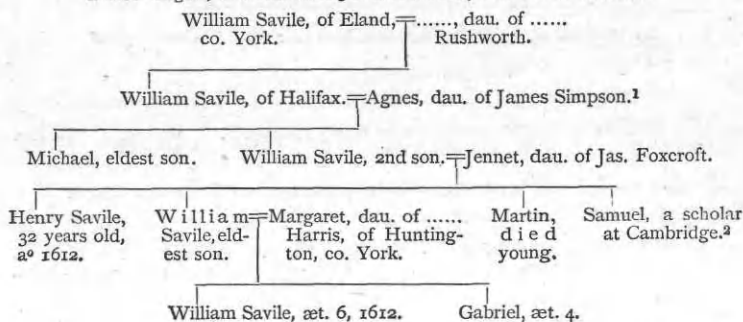 William Savile, of Eland,=......, dau. of ......
co. York. Rushworth.
William Savile, of Halifax.=Agnes, dau. of James Simpson.¹
Michael, eldest son. William Savile, 2nd son.=Jennet, dau. of Jas. Foxcroft.
Henry Savile, William=Margaret, dau. of ...... Martin, Samuel, a scholar
32 years old, Savile, eld- Harris, of Hunting- died at Cambridge.²
aº 1612. est son. ton, co. York. young.
William Savile, æt. 6, 1612. Gabriel, æt. 4.